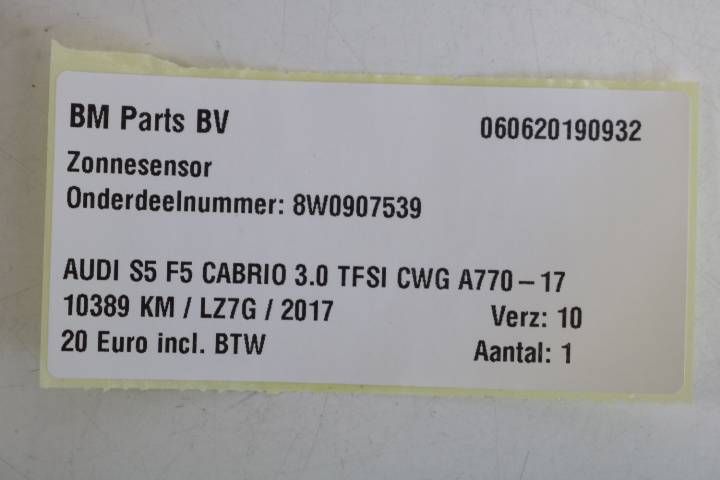 BM Parts BV 060620190932
Zonnesensor
Onderdeelnummer: 8W0907539
AUDI S5 F5 CABRIO 3.0 TFSI CWG A770-17
10389 KM / LZ7G / 2017 Verz: 10
20 Euro incl. BTW Aantal: 1